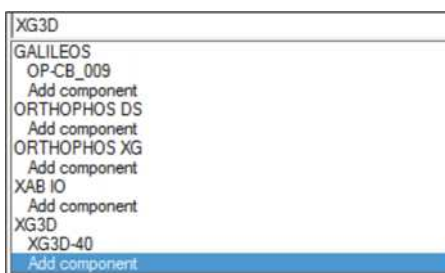 XG3D
GALILEOS
OP-CB_009
Add component
ORTHOPHOS DS
Add component
ORTHOPHOS XG
Add component
XAB IO
Add component
XG3D
XG3D-40
Add component